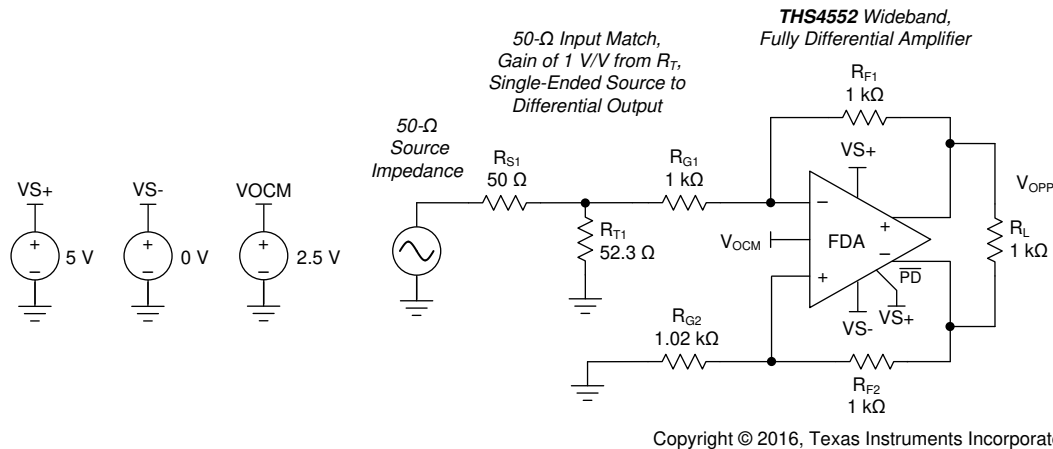 THS4552 Wideband,
Fully Differential Amplifier
50-Ω Input Match,
Gain of 1 V/V from RT,
Single-Ended Source to
Differential Output
50-Ω
Source
Impedance
VS+
5 V
VS-
0 V
VOCM
2.5 V
RS1
50 Ω
RT1
52.3 Ω
RG1
1 kΩ
RF1
1 kΩ
VS+
VOCM
FDA
PD
VS+
VS-
VOPP
RL
1 kΩ
RG2
1.02 kΩ
RF2
1 kΩ
Copyright © 2016, Texas Instruments Incorporate